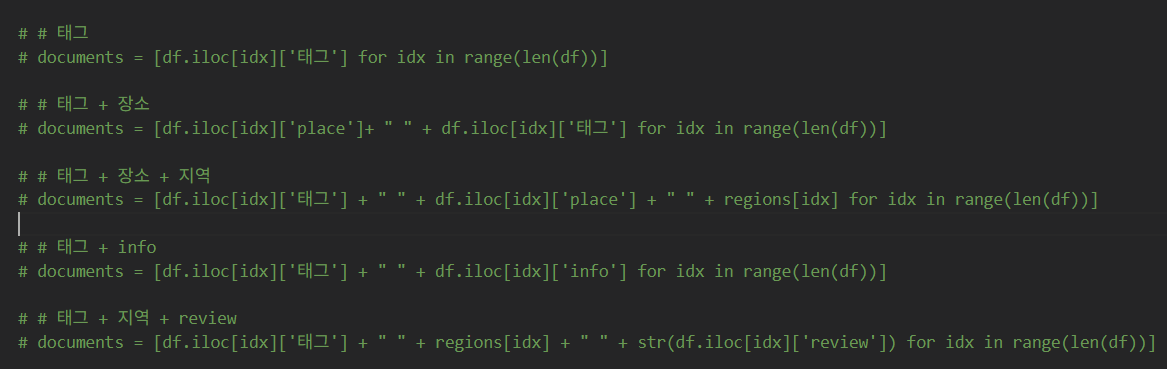 # # 태그
# documents = [df.iloc[idx]['태그'] for idx in range(len(df))]
# # 태그 + 장소
# documents = [df.iloc[idx]['place']+ " " + df.iloc[idx]['태그'] for idx in range(len(df))]
# # 태그 + 장소 + 지역
# documents = [df.iloc[idx]['태그'] + " " + df.iloc[idx]['place'] + " " + regions[idx] for idx in range(len(df))]
# # 태그 + info
# documents = [df.iloc[idx]['태그'] + " " + df.iloc[idx]['info'] for idx in range(len(df))]
# # 태그 + 지역 + review
# documents = [df.iloc[idx]['태그'] + " " + regions[idx] + " " + str(df.iloc[idx]['review']) for idx in range(len(df))]